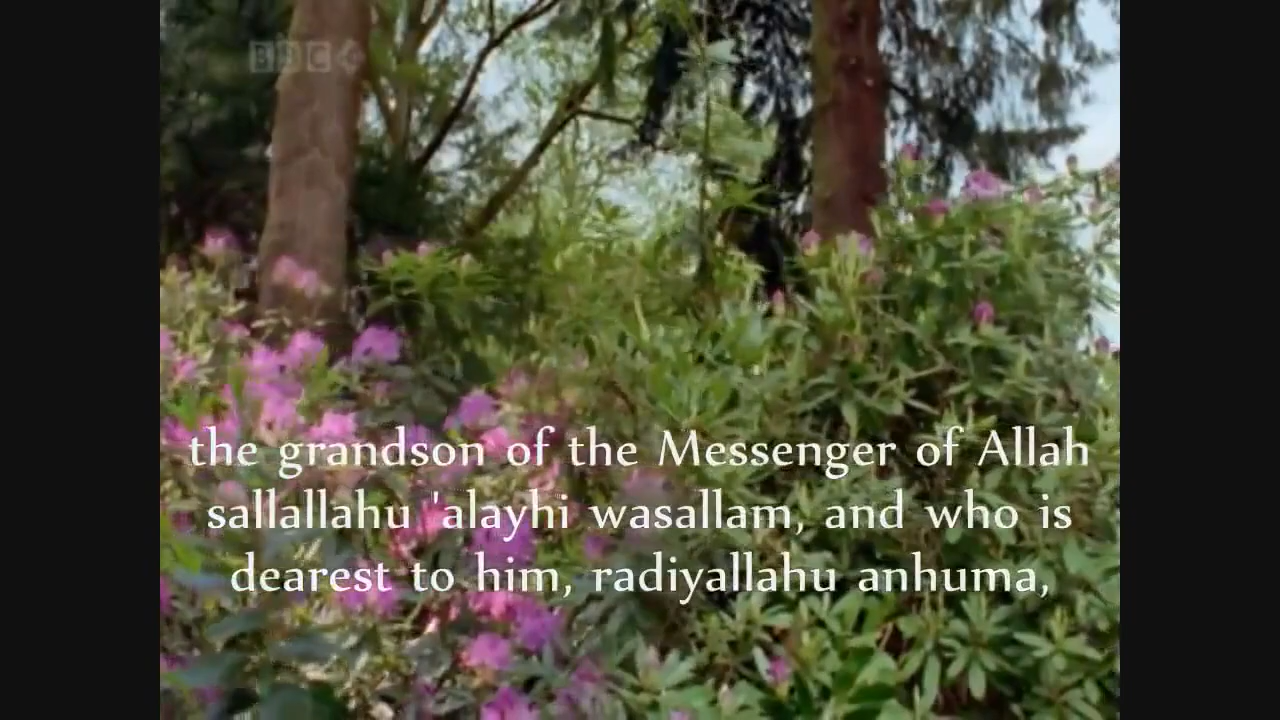 BBC4
the grandson of the Messenger of Allah
sallallahu 'alayhi wasallam, and who is
dearest to him, radiyallahu anhuma,